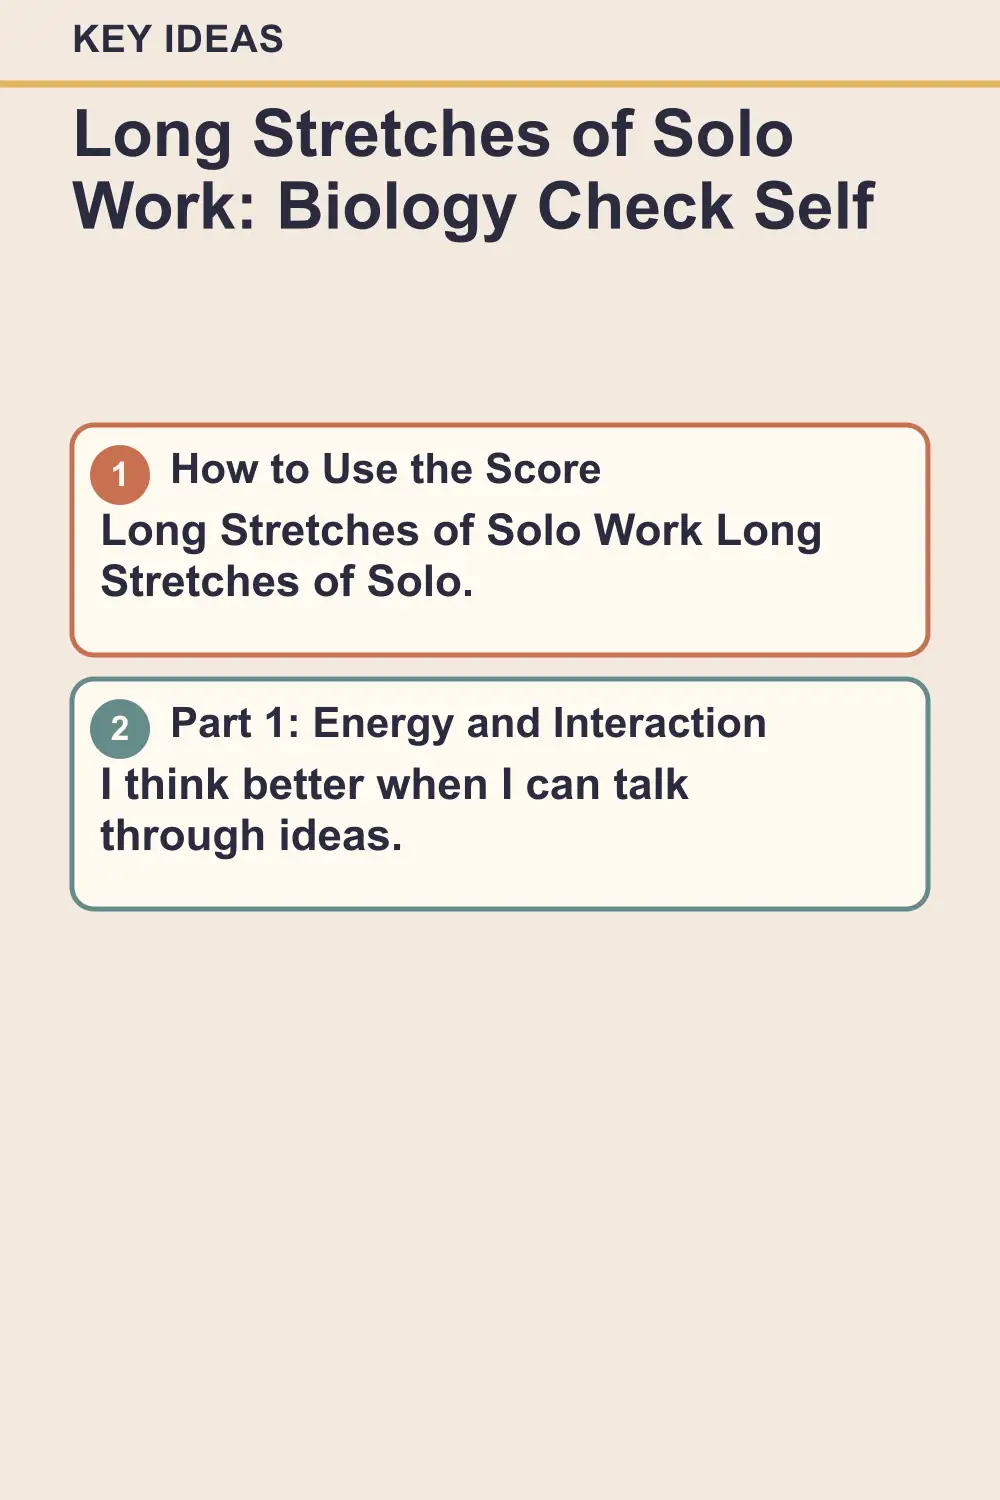 KEY IDEAS
Long Stretches of Solo
Work: Biology Check Self
1 How to Use the Score
Long Stretches of Solo Work Long
Stretches of Solo.
2 Part 1: Energy and Interaction
I think better when I can talk
through ideas.